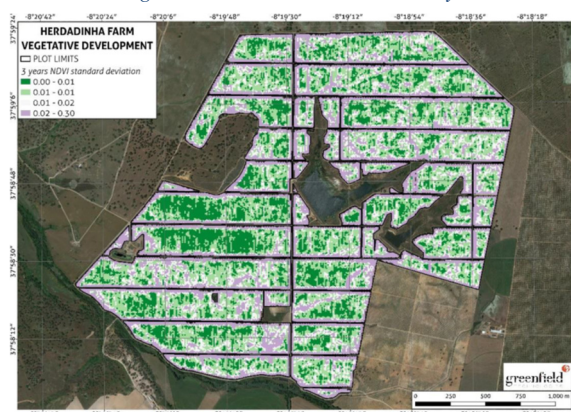 -8°20'43" -8°20'24" -8°20'6" -8°19'48" -8°19'30" -8°19'12" -8°18'54" -8°18'36" -8°18'18"
HERDADINHA FARM
VEGETATIVE DEVELOPMENT
PLOT LIMITS
3 years NDVI standard deviation
0.00 - 0.01
0.01 - 0.01
0.01 - 0.02
0.02 - 0.30
37°59'24"
37°59'6"
37°58'48"
37°58'30"
37°58'12"
greenfield
0 250 500 750 1,000 m